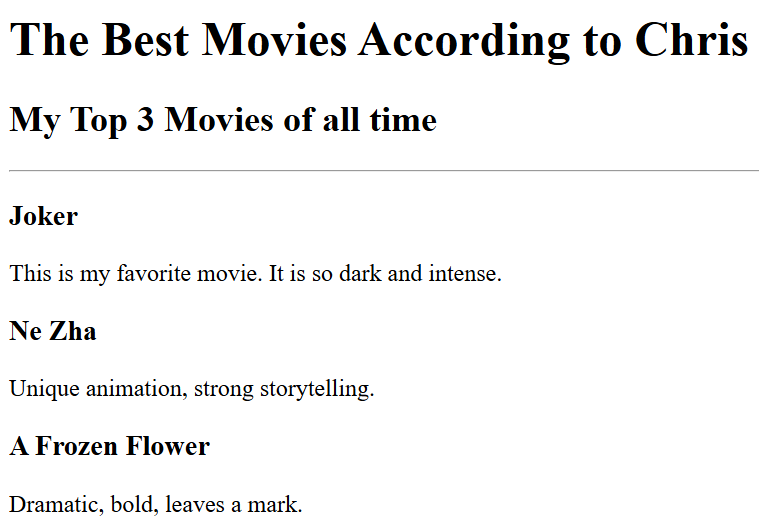 The Best Movies According to Chris
My Top 3 Movies of all time
Joker
This is my favorite movie. It is so dark and intense.
Ne Zha
Unique animation, strong storytelling.
A Frozen Flower
Dramatic, bold, leaves a mark.